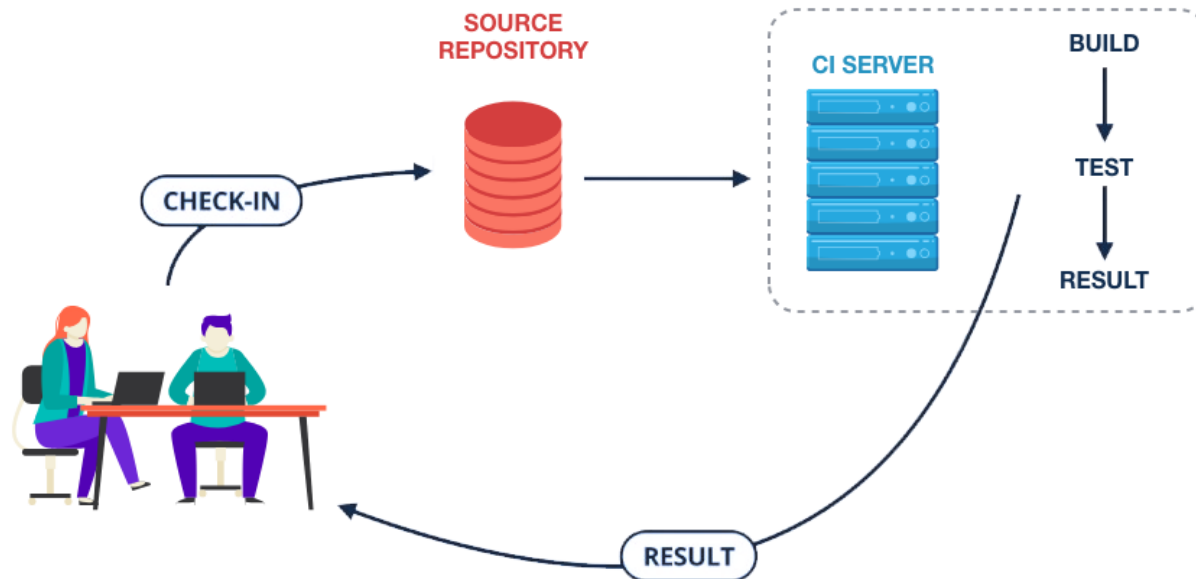 SOURCE
REPOSITORY
CI SERVER
BUILD
TEST
RESULT
CHECK-IN
RESULT